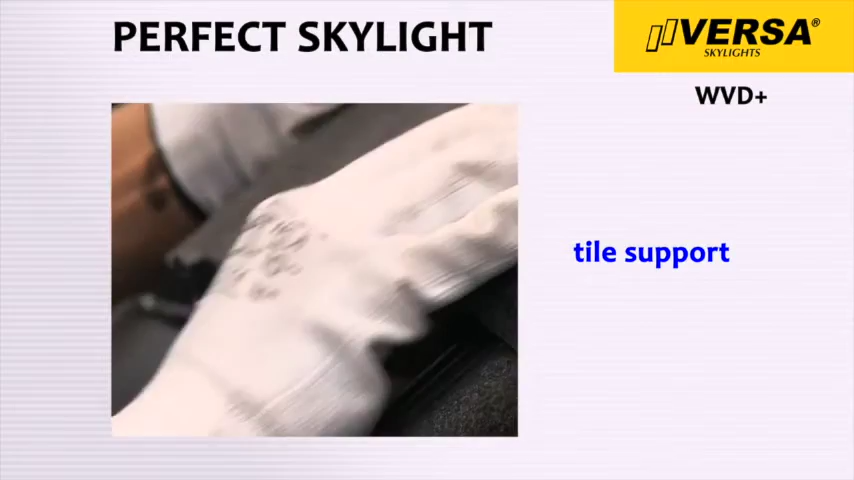 PERFECT SKYLIGHT
VERSA®
SKYLIGHTS
WVD+
tile support